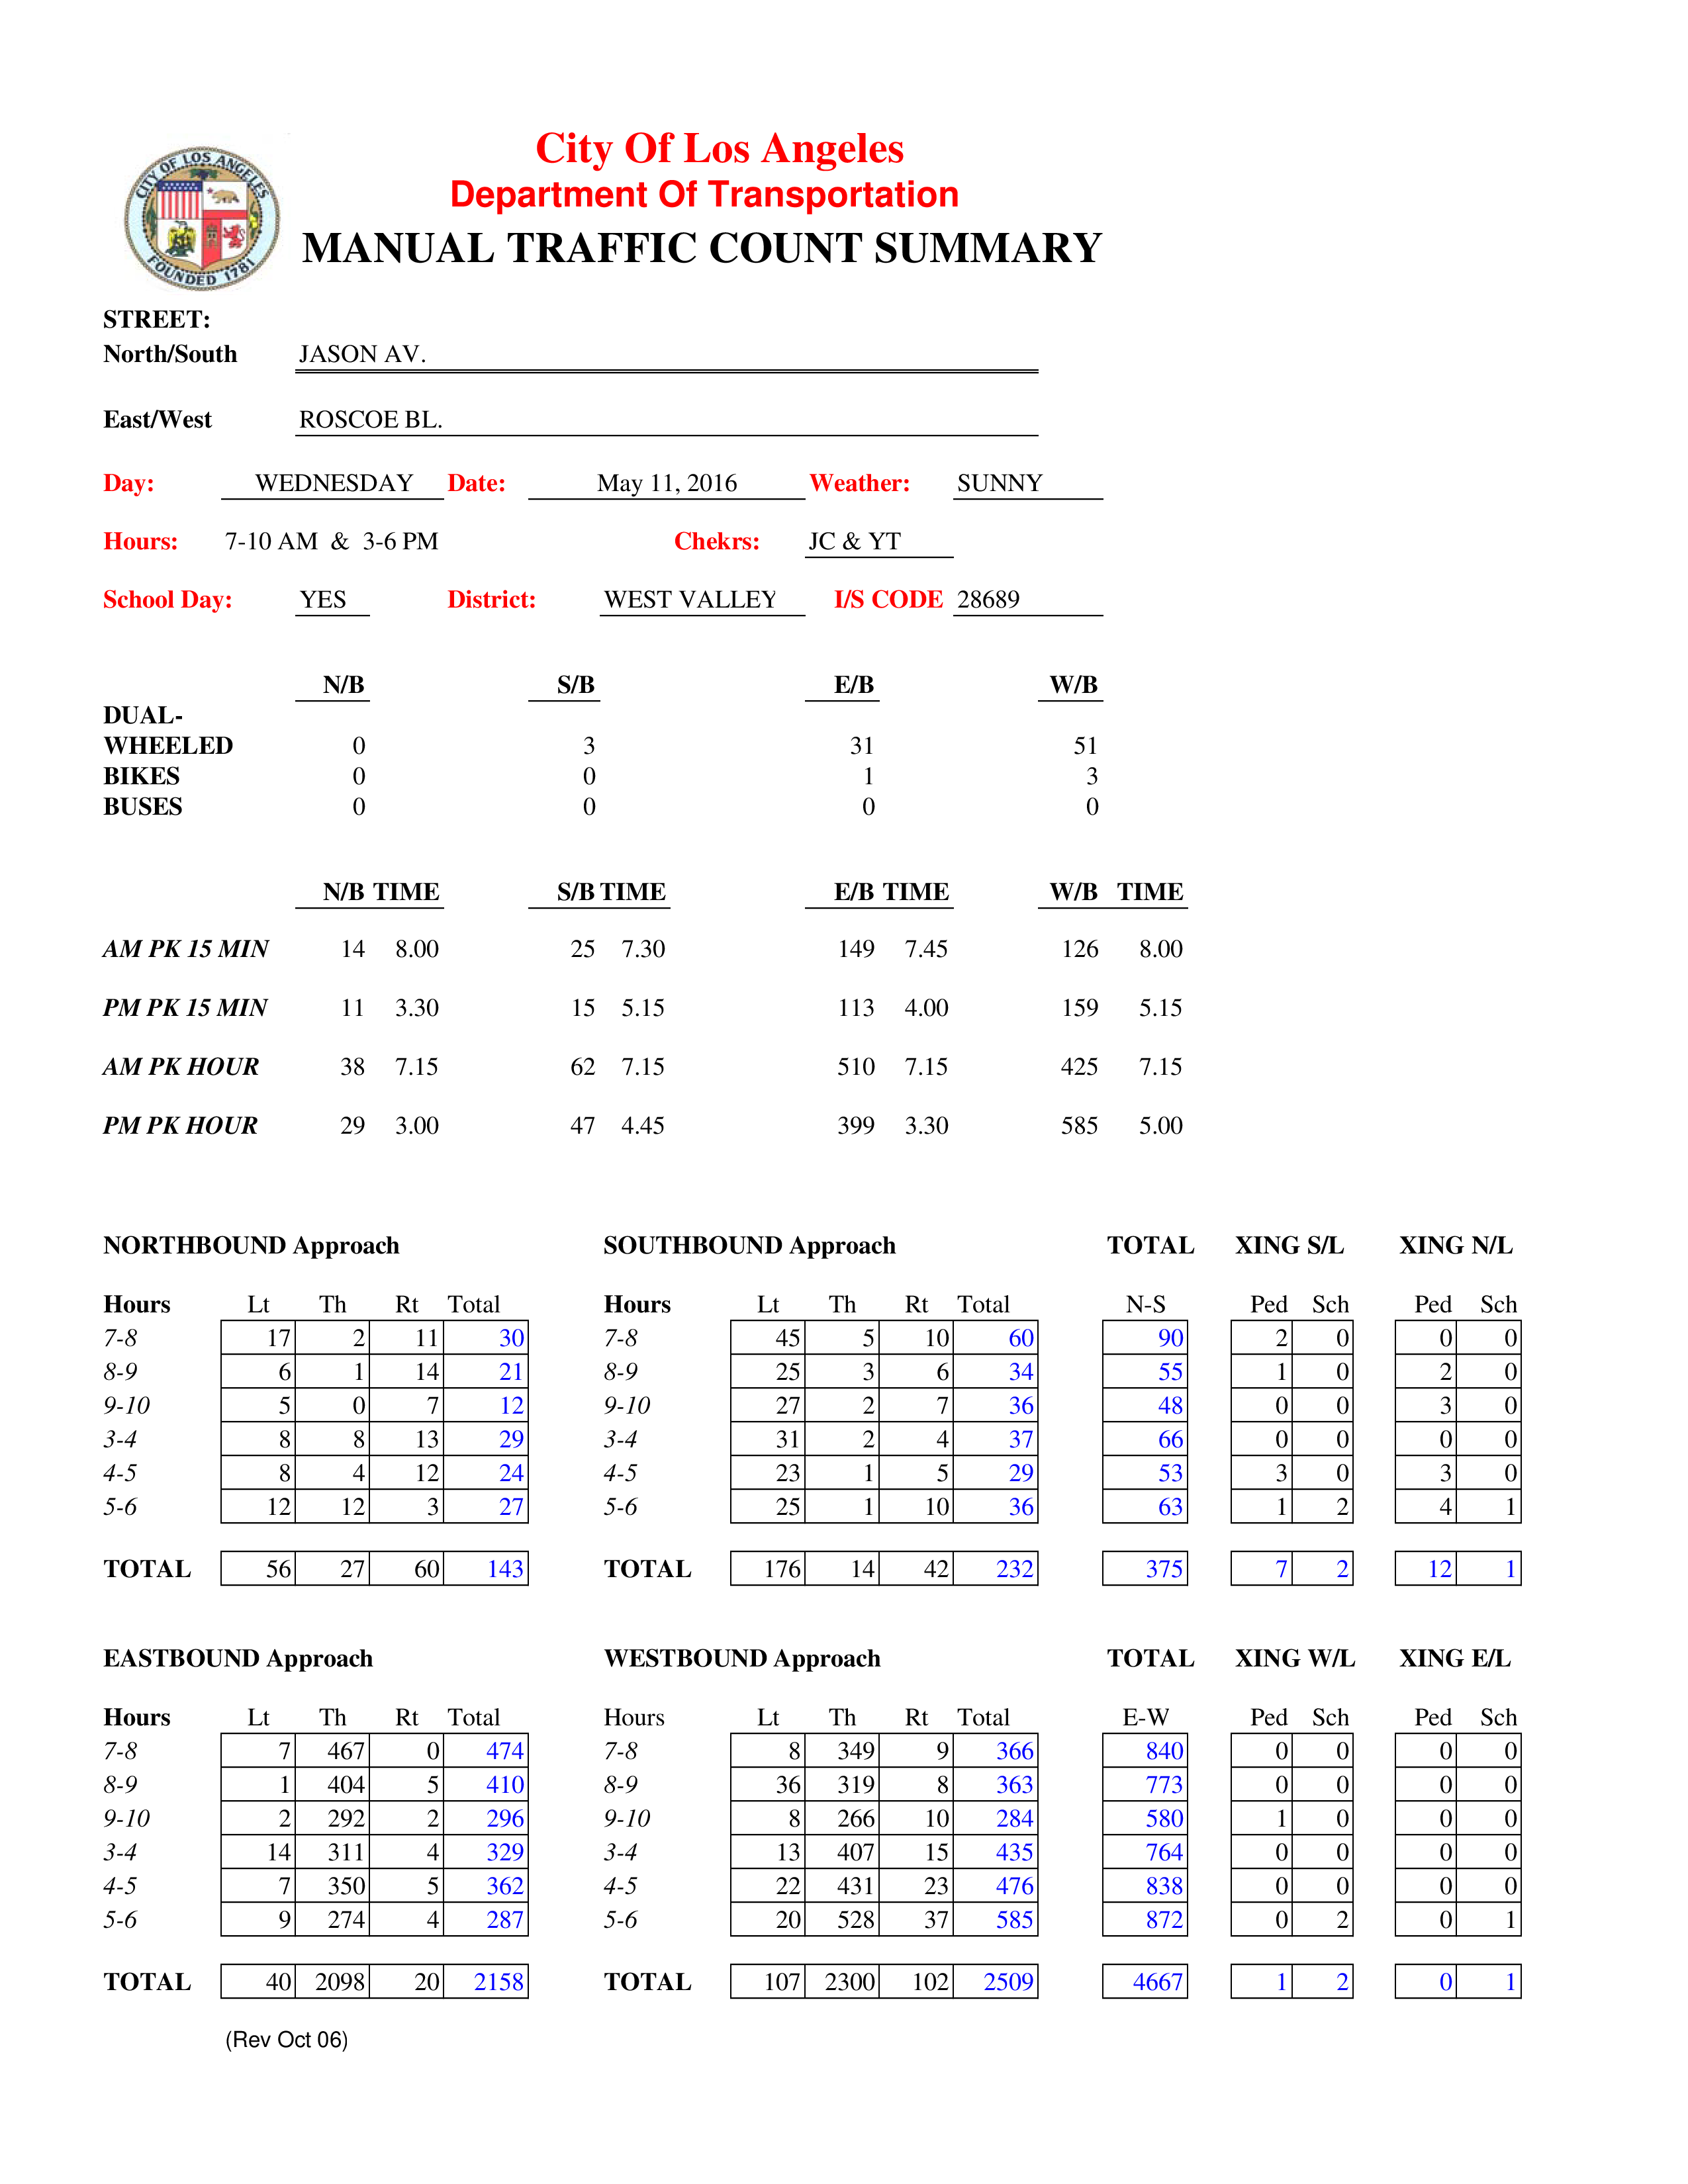 City Of Los Angeles
Department Of Transportation
MANUAL TRAFFIC COUNT SUMMARY
CITY OF LOS ANGELES
FOUNDED 1781
STREET:
North/South JASON AV.
East/West ROSCOE BL.
Day: WEDNESDAY Date: May 11, 2016 Weather: SUNNY
Hours: 7-10 AM & 3-6 PM Chekrs: JC & YT
School Day: YES District: WEST VALLEY I/S CODE 28689
N/B S/B E/B W/B
DUAL-
WHEELED 0 3 31 51
BIKES 0 0 1 3
BUSES 0 0 0 0
N/B TIME S/B TIME E/B TIME W/B TIME
AM PK 15 MIN 14 8.00 25 7.30 149 7.45 126 8.00
PM PK 15 MIN 11 3.30 15 5.15 113 4.00 159 5.15
AM PK HOUR 38 7.15 62 7.15 510 7.15 425 7.15
PM PK HOUR 29 3.00 47 4.45 399 3.30 585 5.00
NORTHBOUND Approach SOUTHBOUND Approach TOTAL XING S/L XING N/L
Hours Lt Th Rt Total Hours Lt Th Rt Total N-S Ped Sch Ped Sch
7-8 17 2 11 30 7-8 45 5 10 60 90 2 0 0 0
8-9 6 1 14 21 8-9 25 3 6 34 55 1 0 2 0
9-10 5 0 7 12 9-10 27 2 7 36 48 0 0 3 0
3-4 8 8 13 29 3-4 31 2 4 37 66 0 0 0 0
4-5 8 4 12 24 4-5 23 1 5 29 53 3 0 3 0
5-6 12 12 3 27 5-6 25 1 10 36 63 1 2 4 1
TOTAL 56 27 60 143 TOTAL 176 14 42 232 375 7 2 12 1
EASTBOUND Approach WESTBOUND Approach TOTAL XING W/L XING E/L
Hours Lt Th Rt Total Hours Lt Th Rt Total E-W Ped Sch Ped Sch
7-8 7 467 0 474 7-8 8 349 9 366 840 0 0 0 0
8-9 1 404 5 410 8-9 36 319 8 363 773 0 0 0 0
9-10 2 292 2 296 9-10 8 266 10 284 580 1 0 0 0
3-4 14 311 4 329 3-4 13 407 15 435 764 0 0 0 0
4-5 7 350 5 362 4-5 22 431 23 476 838 0 0 0 0
5-6 9 274 4 287 5-6 20 528 37 585 872 0 2 0 1
TOTAL 40 2098 20 2158 TOTAL 107 2300 102 2509 4667 1 2 0 1
(Rev Oct 06)